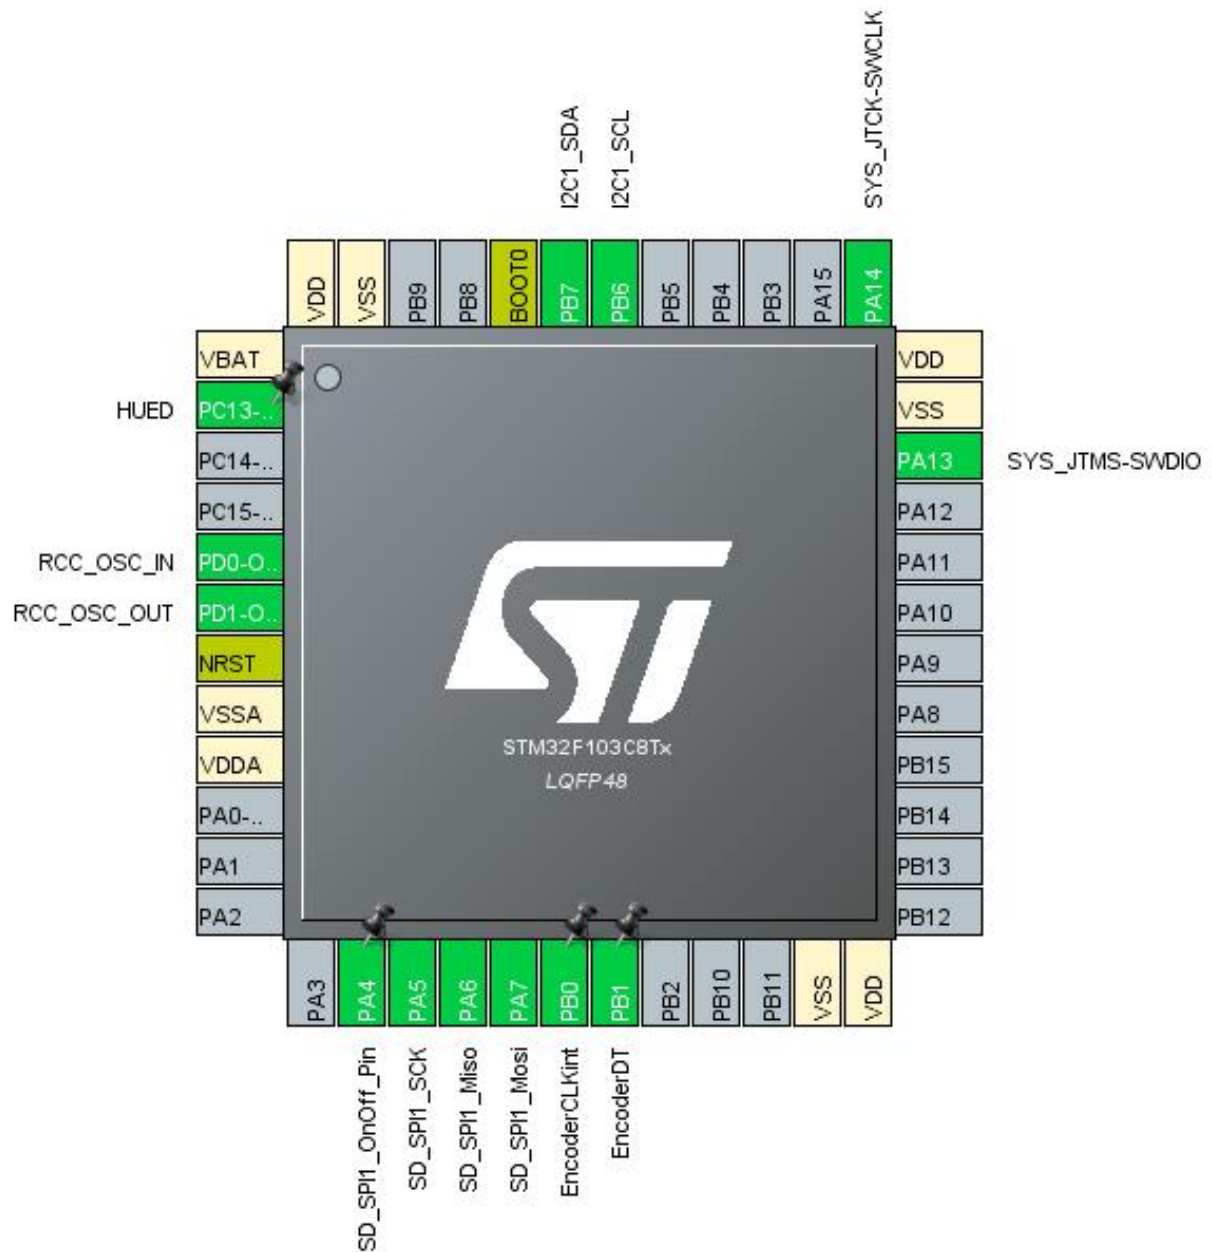 I2C1_SDA
I2C1_SCL
SYS_JTCK-SWCLK
VDD
VSS
PB9
PB8
BOOT0
PB7
PB6
PB5
PB4
PB3
PA15
PA14
VBAT
HUED PC13-..
PC14-..
PC15-..
RCC_OSC_IN PD0-O..
RCC_OSC_OUT PD1-O..
NRST
VSSA
VDDA
PA0-..
PA1
PA2
ST
STM32F103C8Tx
LQFP48
VDD
VSS
PA13 SYS_JTMS-SWDIO
PA12
PA11
PA10
PA9
PA8
PB15
PB14
PB13
PB12
PA3
PA4
PA5
PA6
PA7
PB0
PB1
PB2
PB10
PB11
VSS
VDD
SD_SPI1_OnOff_Pin
SD_SPI1_SCK
SD_SPI1_Miso
SD_SPI1_Mosi
EncoderCLKint
EncoderDT